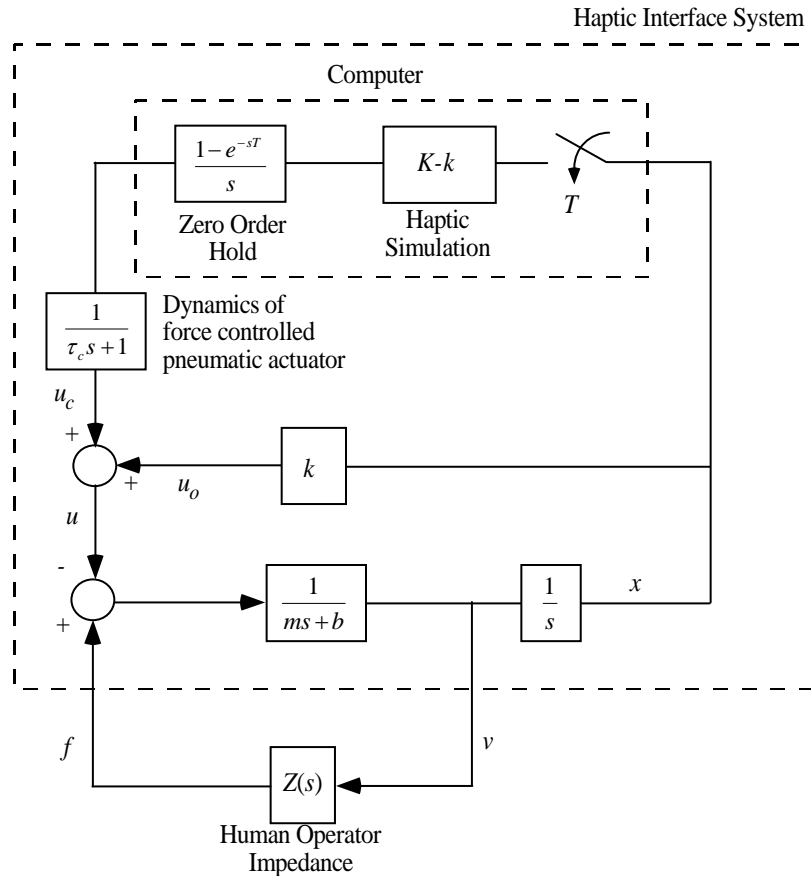 Haptic Interface System
Computer
1−e^{−sT}
s
K-k
T
Zero Order
Hold
Haptic
Simulation
1
τ_c s+1
Dynamics of
force controlled
pneumatic actuator
u_c
+
k
+
u_o
u
-
+
1
ms+b
1
s
x
f
v
Z(s)
Human Operator
Impedance